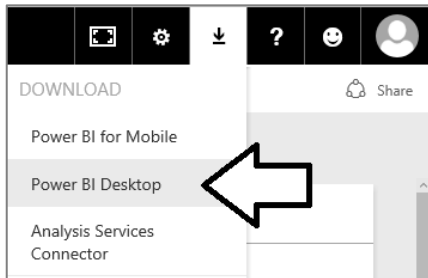 ?
DOWNLOAD
Share
Power BI for Mobile
Power BI Desktop
Analysis Services
Connector